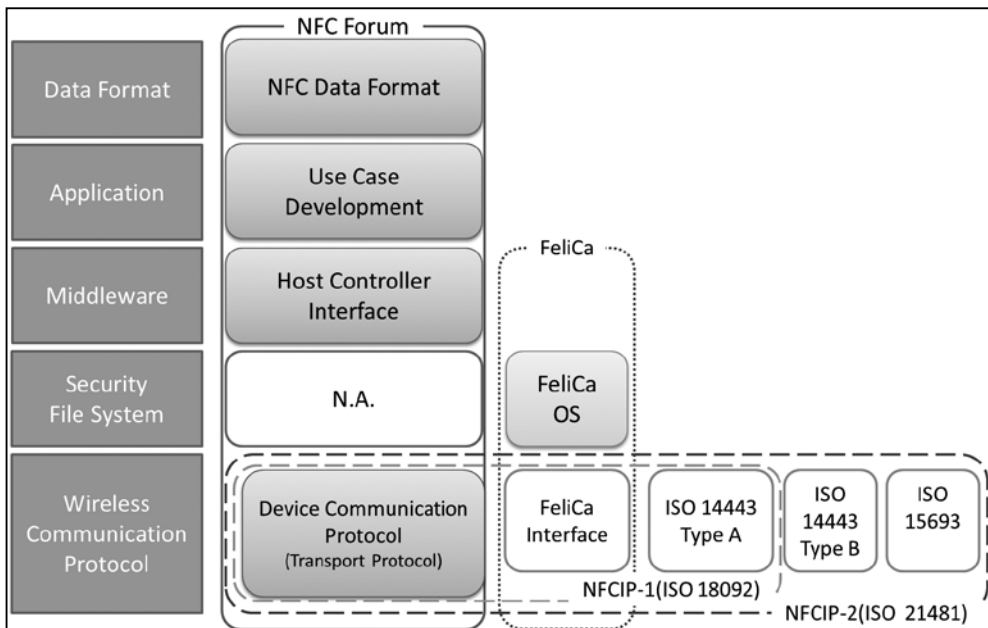 NFC Forum
Data Format
NFC Data Format
Application
Use Case
Development
FeliCa
Middleware
Host Controller
Interface
Security
File System
N.A.
FeliCa
OS
Wireless
Communication
Protocol
Device Communication
Protocol
(Transport Protocol)
FeliCa
Interface
ISO 14443
Type A
ISO
14443
Type B
ISO
15693
NFCIP-1(ISO 18092)
NFCIP-2(ISO 21481)